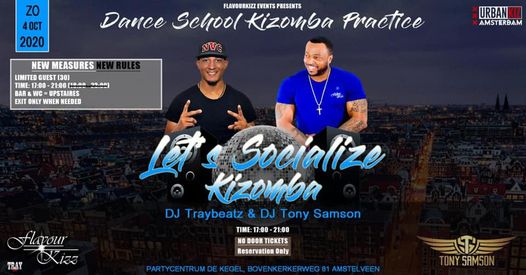 FLAVOURKIZZ EVENTS PRESENTS
ZO
4 OCT
2020
Dance School Kizomba Practice
URBAN
AMSTERDAM
NEW MEASURES NEW RULES
LIMITED GUEST (30)
TIME: 17:00 - 21:00
BAR & WC = UPSTAIRES
EXIT ONLY WHEN NEEDED
NYC
Let's Socialize
Kizomba
DJ Traybeatz & DJ Tony Samson
TIME: 17:00 - 21:00
NO DOOR TICKETS
Reservation Only
Flavour
Kizz
TRAY
TS
TONY SAMSON
PARTYCENTRUM DE KEGEL, BOVENKERKERWEG 81 AMSTELVEEN